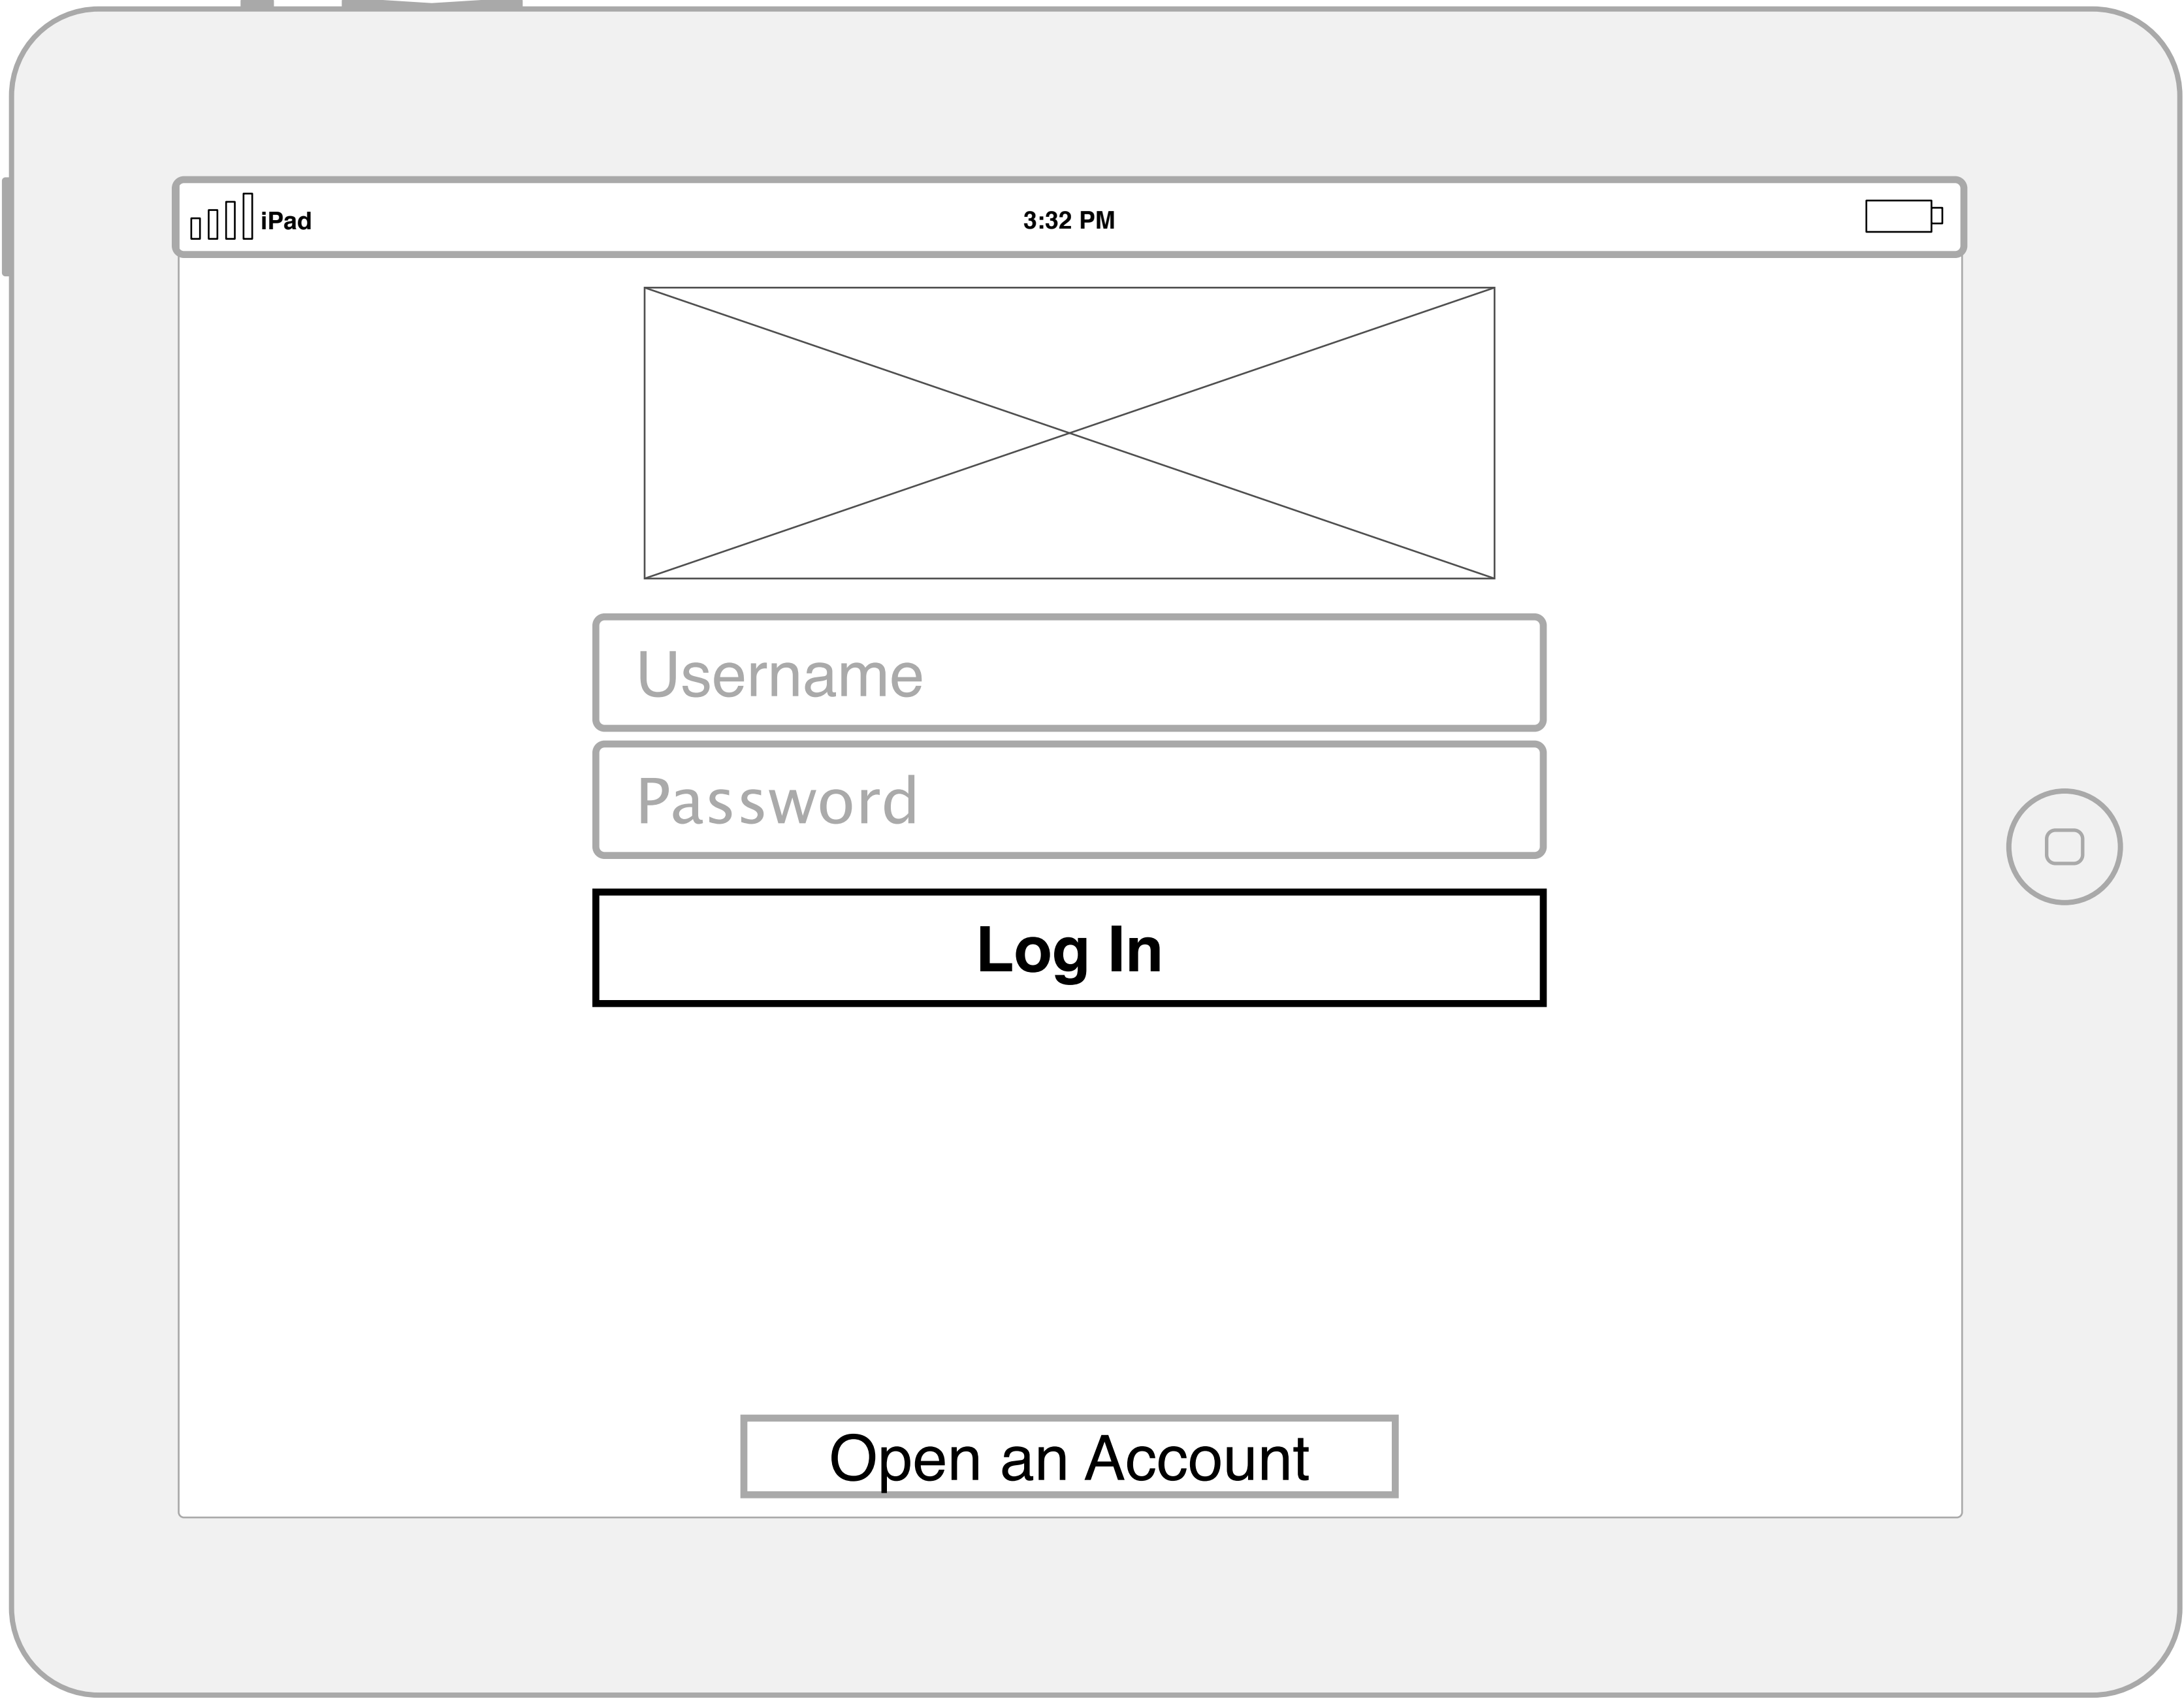 iPad
3:32 PM
Username
Password
Log In
Open an Account